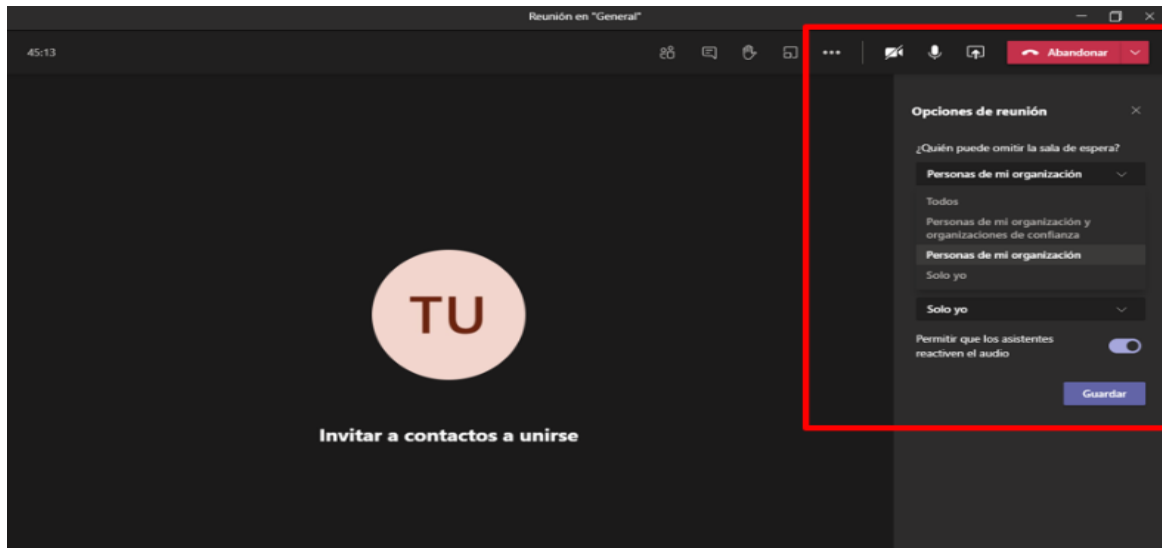 Reunión en "General"
45:13
Abandonar
Opciones de reunión
¿Quién puede omitir la sala de espera?
Personas de mi organización
Todos
Personas de mi organización y
organizaciones de confianza
Personas de mi organización
Solo yo
Solo yo
Permitir que los asistentes
reactiven el audio
Guardar
TU
Invitar a contactos a unirse